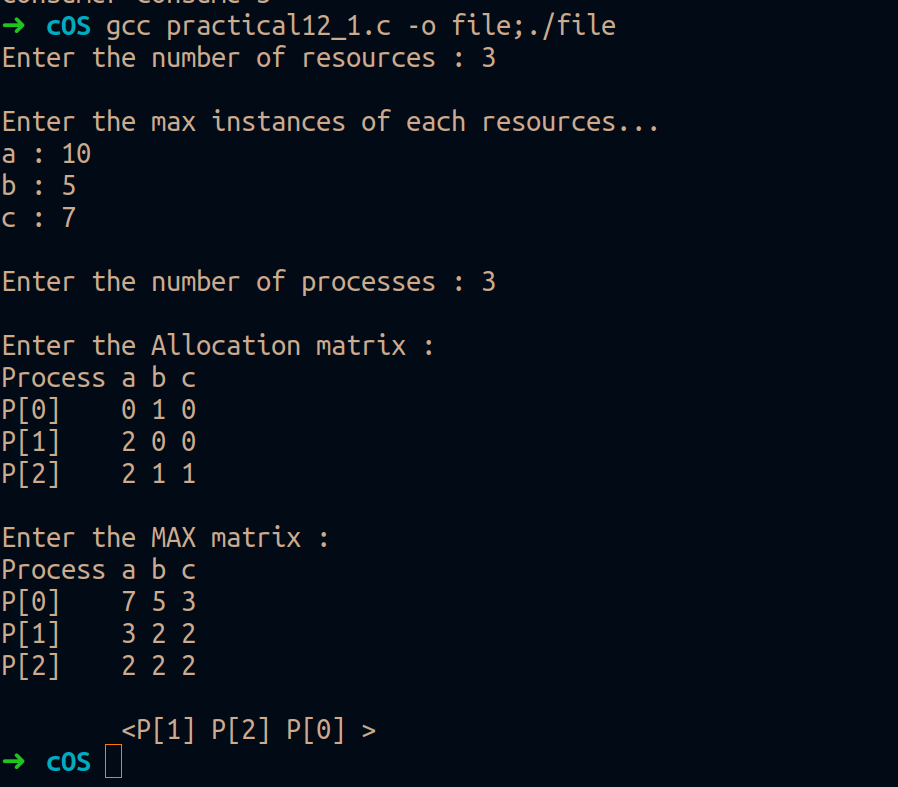 ➜ cOS gcc practical12_1.c -o file;./file
Enter the number of resources : 3
Enter the max instances of each resources...
a : 10
b : 5
c : 7
Enter the number of processes : 3
Enter the Allocation matrix :
Process a b c
P[0]    0 1 0
P[1]    2 0 0
P[2]    2 1 1
Enter the MAX matrix :
Process a b c
P[0]    7 5 3
P[1]    3 2 2
P[2]    2 2 2
        <P[1] P[2] P[0] >
➜ cOS